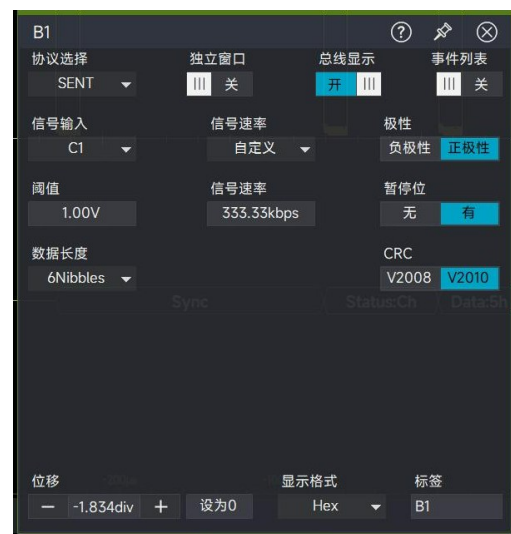 B1
协议选择 独立窗口 总线显示 事件列表
SENT 关 开 关
信号输入 信号速率 极性
C1 自定义 负极性 正极性
阈值 信号速率 暂停位
1.00V 333.33kbps 无 有
数据长度 CRC
6Nibbles V2008 V2010
Sync Status:Ch Data:5h
位移 显示格式 标签
-1.834div 设为0 Hex B1